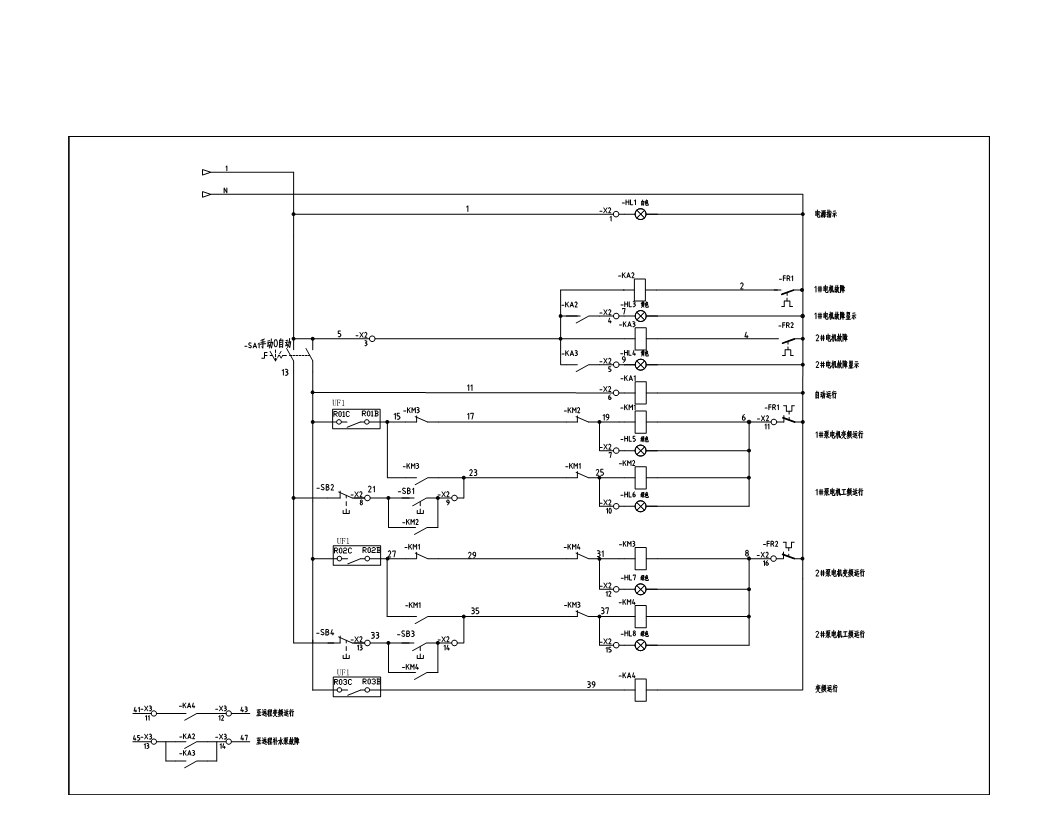 1
N
1
-X2
1
-HL1 白色
电源指示
-KA2
2
-FR1
1#电机故障
-KA2
-X2
4
7
-HL3 黄色
1#电机故障显示
5
-X2
3
-KA3
4
-FR2
2#电机故障
-SA1手动0自动
13
-KA3
-X2
5
9
-HL4 黄色
2#电机故障显示
11
-X2
6
-KA1
自动运行
UF1
R01C R01B
15
-KM3
17
-KM2
19
-KM1
6
-X2
11
-FR1
1#泵电机变频运行
-X2
7
-HL5 绿色
-KM3
23
-KM1
25
-KM2
1#泵电机工频运行
-SB2
-X2
8
21
-SB1
-X2
9
-X2
10
-HL6 绿色
-KM2
UF1
R02C R02B
27
-KM1
29
-KM4
31
-KM3
8
-X2
16
-FR2
2#泵电机变频运行
-X2
12
-HL7 绿色
-KM1
35
-KM3
37
-KM4
2#泵电机工频运行
-SB4
-X2
13
33
-SB3
-X2
14
-X2
15
-HL8 绿色
-KM4
UF1
R03C R03B
39
-KA4
变频运行
41 -X3
11
-KA4
-X3
12
43
至远程变频运行
45 -X3
13
-KA2
-X3
14
47
至远程补水泵故障
-KA3